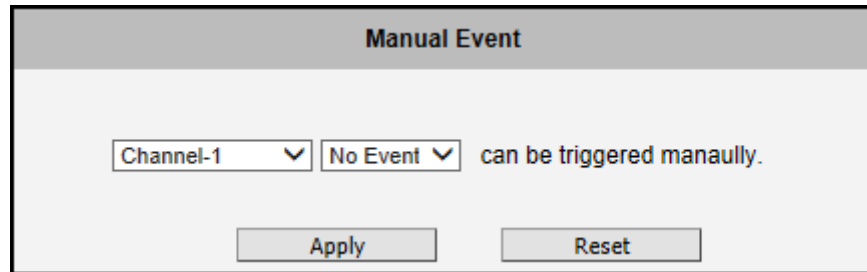 Manual Event
Channel-1 No Event can be triggered manaully.
Apply Reset